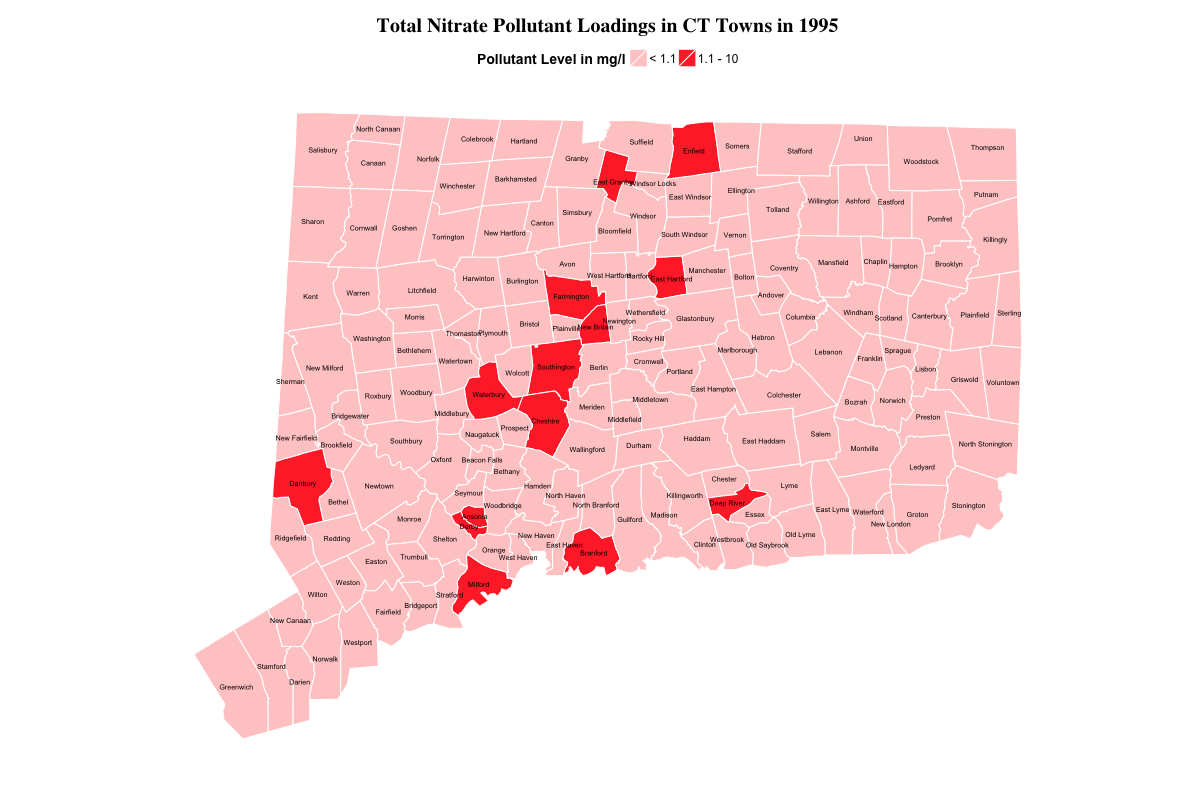 Total Nitrate Pollutant Loadings in CT Towns in 1995
Pollutant Level in mg/l < 1.1 1.1 - 10
North Canaan
Colebrook
Hartland
Suffield
Enfield
Somers
Stafford
Union
Woodstock
Thompson
Salisbury
Canaan
Norfolk
Granby
Winchester
Barkhamsted
East Granby
Windsor Locks
East Windsor
Ellington
Tolland
Willington
Ashford
Eastford
Putnam
Sharon
Cornwall
Goshen
Torrington
New Hartford
Canton
Simsbury
Bloomfield
Windsor
South Windsor
Vernon
Pomfret
Killingly
Avon
West Hartford
Hartford
East Hartford
Manchester
Bolton
Coventry
Mansfield
Chaplin
Hampton
Brooklyn
Kent
Warren
Litchfield
Harwinton
Burlington
Farmington
Andover
Morris
Bristol
Plainville
New Britain
Newington
Wethersfield
Glastonbury
Columbia
Windham
Scotland
Canterbury
Plainfield
Sterling
Washington
Bethlehem
Thomaston
Plymouth
Rocky Hill
Hebron
Marlborough
Lebanon
Franklin
Sprague
Lisbon
Griswold
Voluntown
Sherman
New Milford
Watertown
Wolcott
Southington
Berlin
Cromwell
Portland
East Hampton
Colchester
Roxbury
Woodbury
Waterbury
Bridgewater
Middlebury
Cheshire
Meriden
Middletown
Middlefield
Bozrah
Norwich
Preston
New Fairfield
Brookfield
Southbury
Naugatuck
Prospect
Wallingford
Durham
Haddam
East Haddam
Salem
Montville
North Stonington
Oxford
Beacon Falls
Bethany
Ledyard
Danbury
Bethel
Newtown
Seymour
Woodbridge
Hamden
North Haven
North Branford
Killingworth
Chester
Deep River
Essex
Lyme
East Lyme
Waterford
New London
Groton
Stonington
Monroe
Ansonia
Derby
Guilford
Madison
Ridgefield
Redding
Shelton
Orange
New Haven
West Haven
East Haven
Branford
Clinton
Westbrook
Old Saybrook
Old Lyme
Easton
Trumbull
Weston
Milford
Wilton
Stratford
Bridgeport
Fairfield
New Canaan
Westport
Norwalk
Stamford
Darien
Greenwich